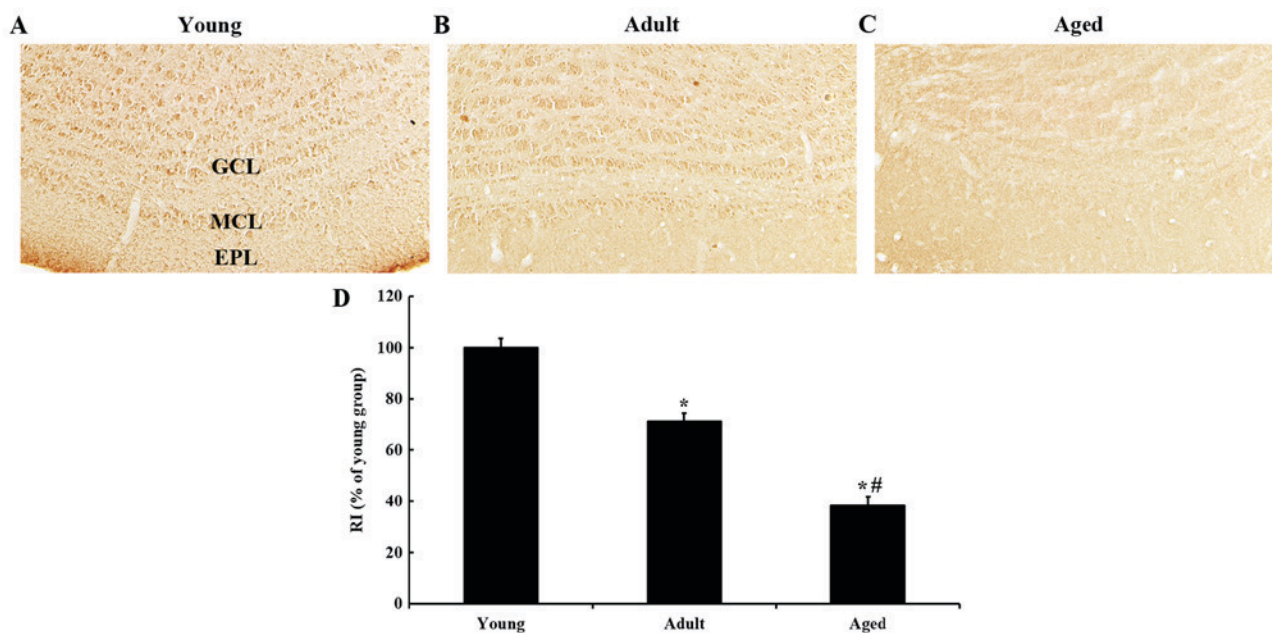 A Young
B Adult
C Aged
GCL
MCL
EPL
D
RI (% of young group)
120
100
80
60
40
20
0
*
*#
Young Adult Aged